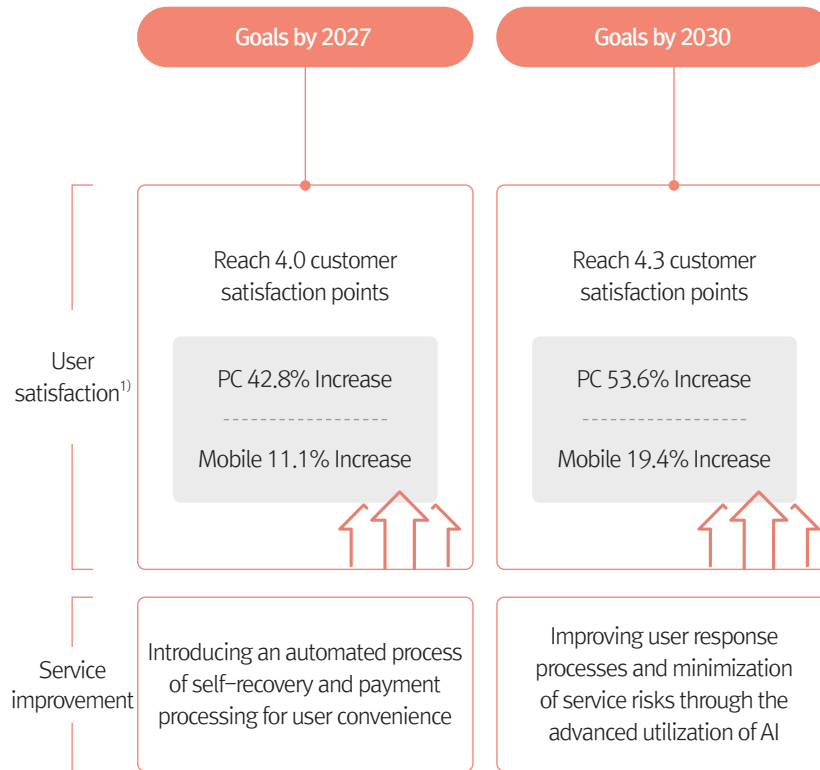 Goals by 2027
Goals by 2030
User
satisfaction1)
Reach 4.0 customer
satisfaction points
PC 42.8% Increase
Mobile 11.1% Increase
Reach 4.3 customer
satisfaction points
PC 53.6% Increase
Mobile 19.4% Increase
Service
improvement
Introducing an automated process
of self-recovery and payment
processing for user convenience
Improving user response
processes and minimization
of service risks through the
advanced utilization of AI